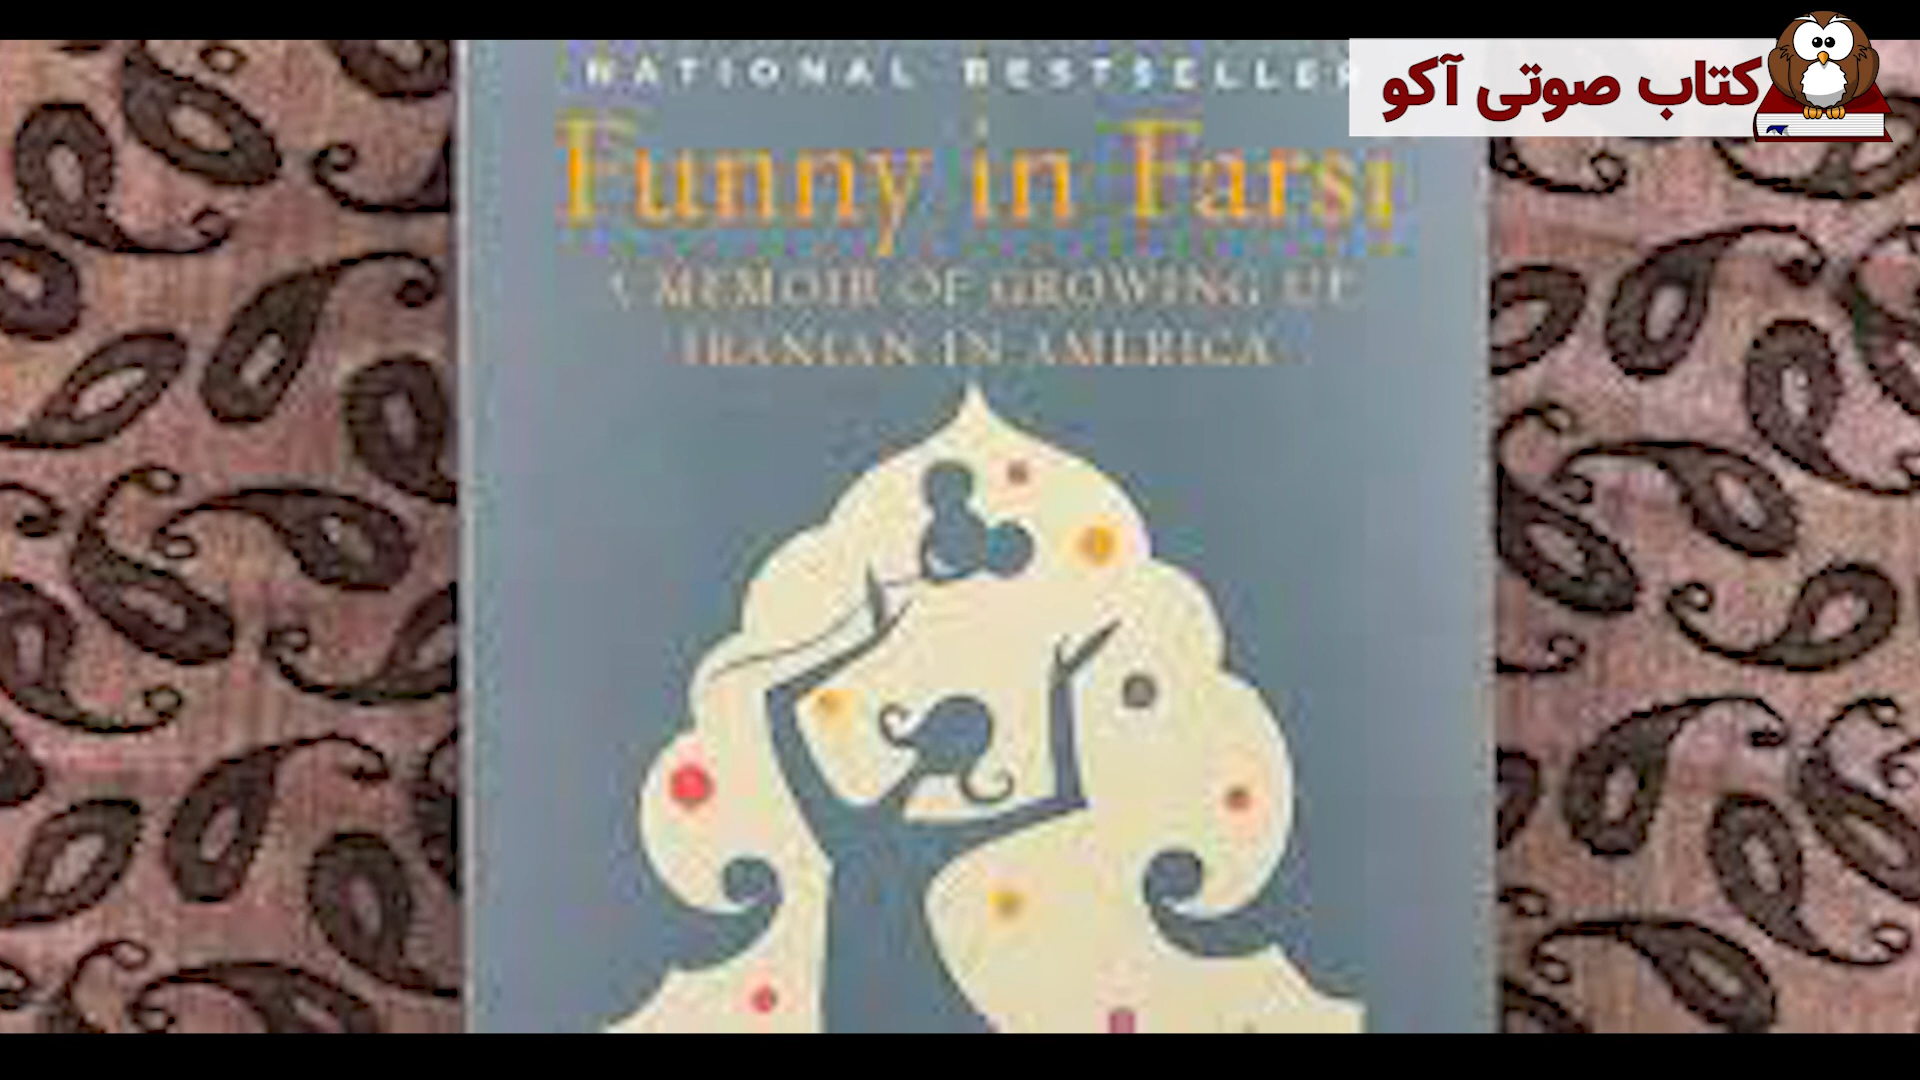 کتاب صوتی آکو
NATIONAL BESTSELLER
Funny in Farsi
A MEMOIR OF GROWING UP
IRANIAN IN AMERICA